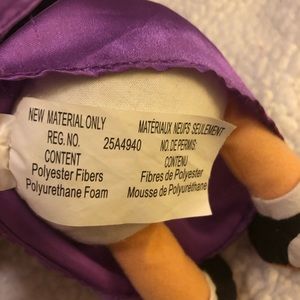 NEW MATERIAL ONLY MATÉRIAUX NEUFS SEULEMENT
REG. NO. 25A4940 NO. DE PERMIS:
CONTENT CONTENU
Polyester Fibers Fibres de Polyester
Polyurethane Foam Mousse de Polyuréthane